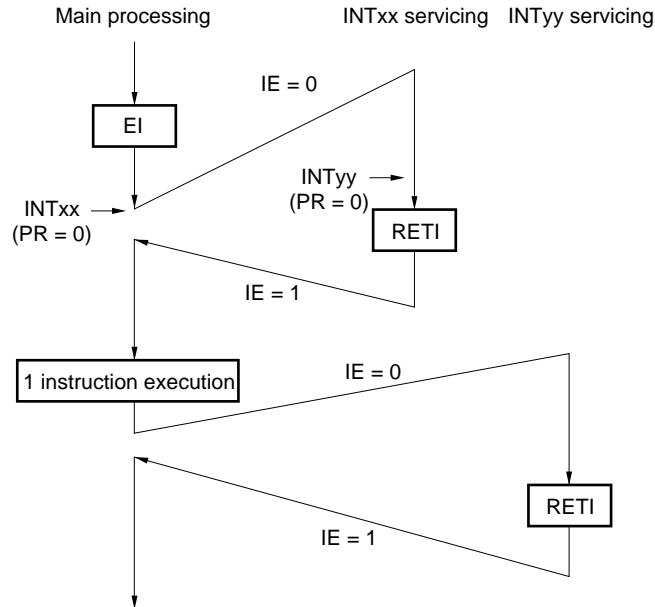 Main processing
INTxx servicing
INTyy servicing
IE = 0
EI
INTyy
(PR = 0)
INTxx
(PR = 0)
RETI
IE = 1
1 instruction execution
IE = 0
RETI
IE = 1